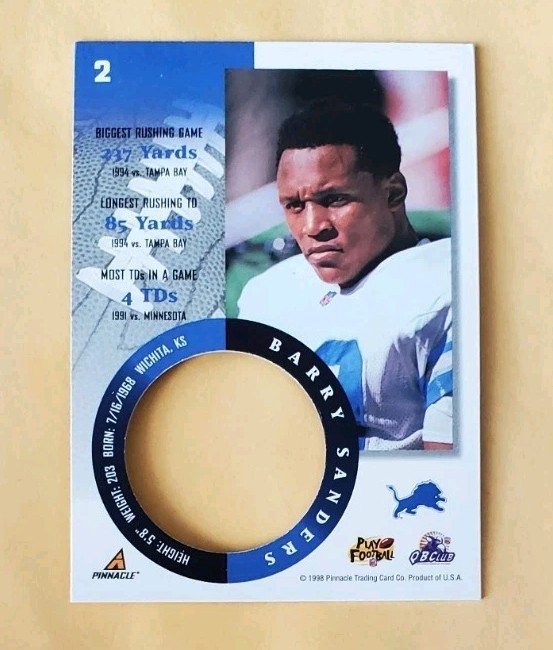 2
BIGGEST RUSHING GAME
237 Yards
1994 vs. TAMPA BAY
LONGEST RUSHING TD
85 Yards
1994 vs. TAMPA BAY
MOST TDs IN A GAME
4 TDs
1991 vs. MINNESOTA
HEIGHT: 5'8" WEIGHT: 203 BORN: 7/16/1968 WICHITA, KS
BARRY SANDERS
PINNACLE
PLAY
FOOTBALL
QB CLUB
© 1998 Pinnacle Trading Card Co. Product of U.S.A.